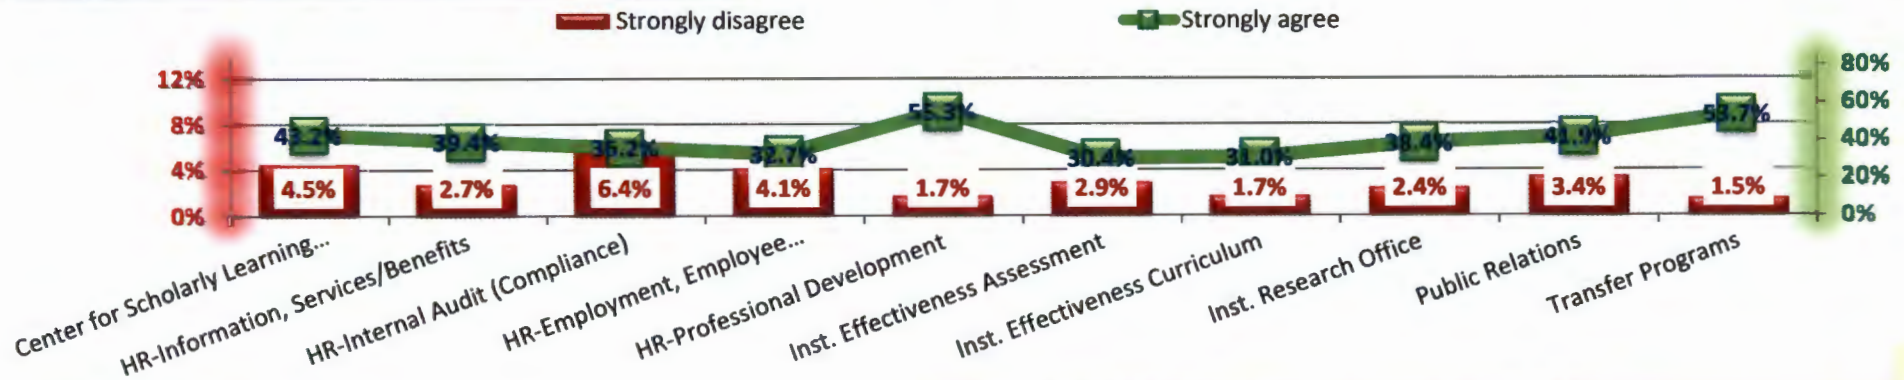 Strongly disagree
Strongly agree
12%
8%
4%
0%
80%
60%
40%
20%
0%
43.2%
39.4%
35.2%
32.7%
55.3%
30.4%
31.0%
38.4%
41.9%
53.7%
4.5%
2.7%
6.4%
4.1%
1.7%
2.9%
1.7%
2.4%
3.4%
1.5%
Center for Scholarly Learning...
HR-Information, Services/Benefits
HR-Internal Audit (Compliance)
HR-Employment, Employee...
HR-Professional Development
Inst. Effectiveness Assessment
Inst. Effectiveness Curriculum
Inst. Research Office
Public Relations
Transfer Programs